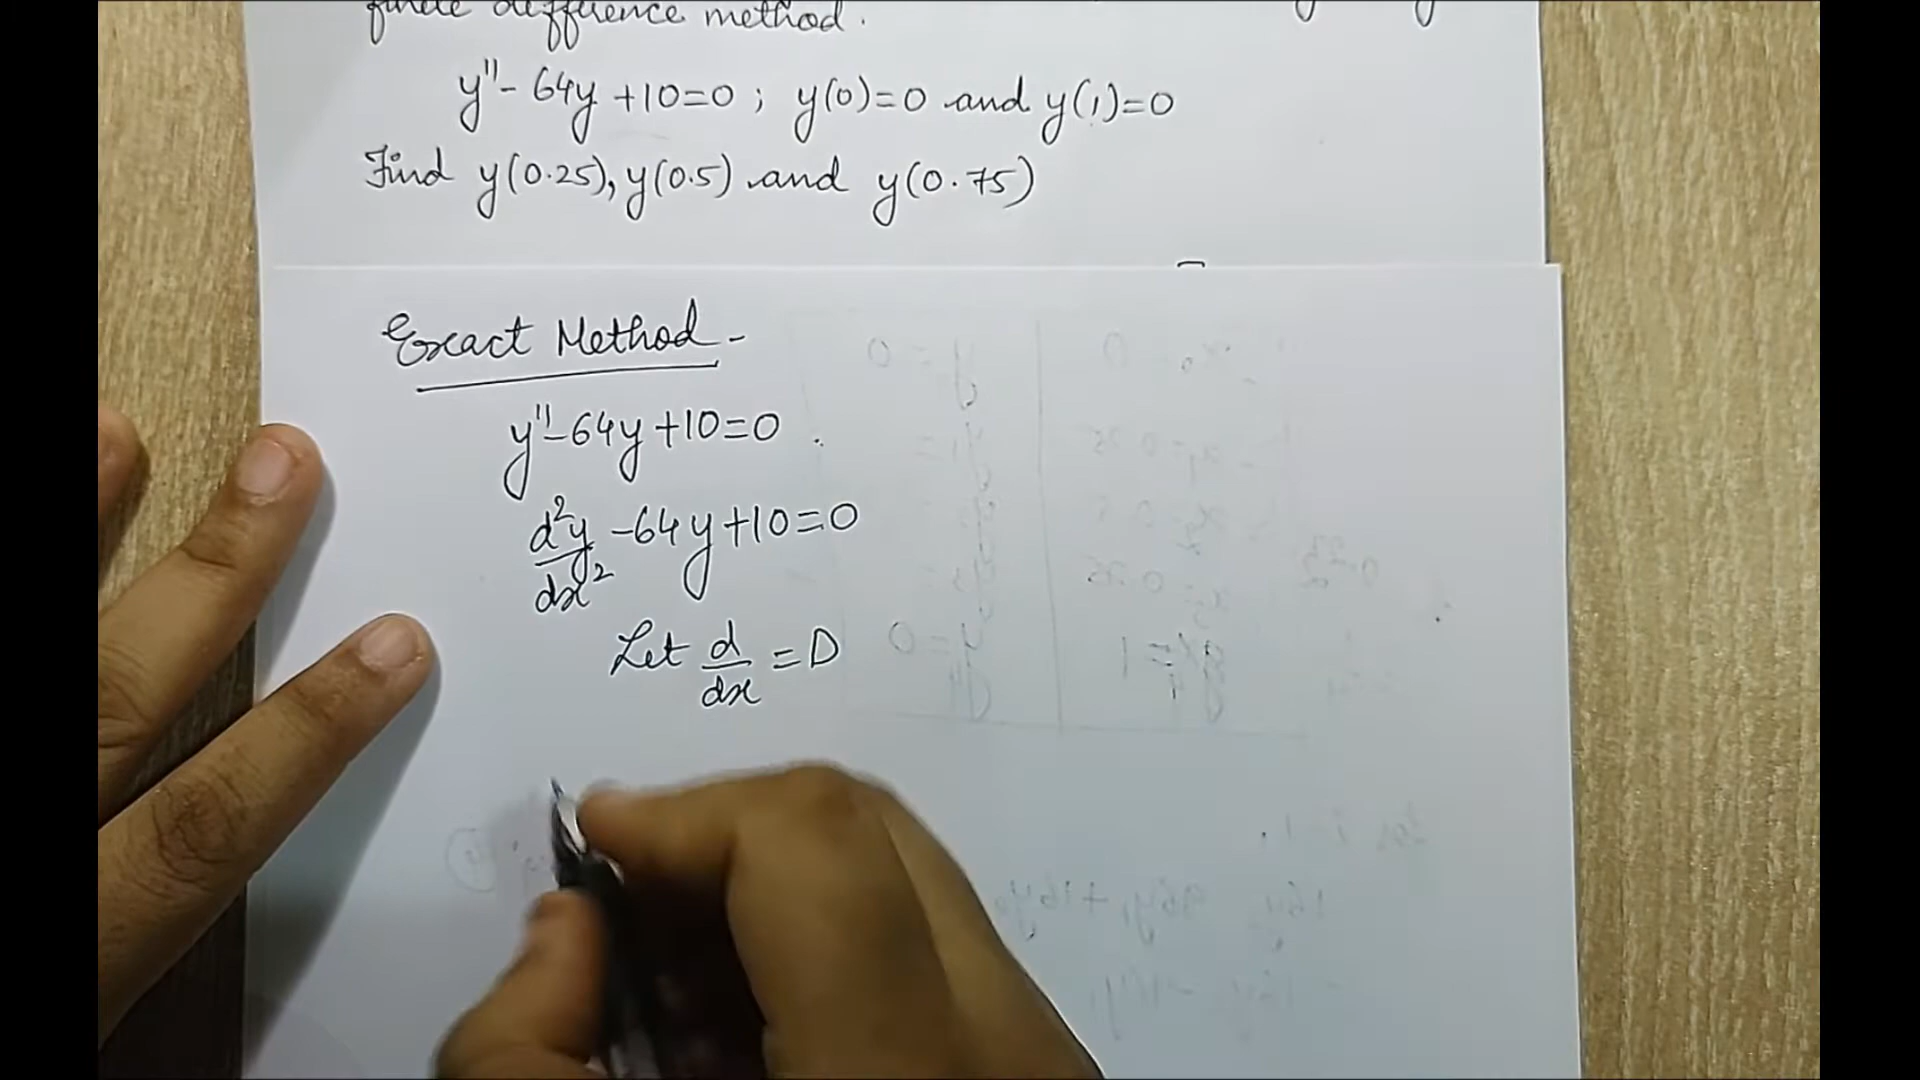 finite difference method.
y'' - 64y + 10 = 0 ; y(0) = 0 and y(1) = 0
Find y(0.25), y(0.5) and y(0.75)
Exact Method -
y'' - 64y + 10 = 0
d²y/dx² - 64y + 10 = 0
Let d/dx = D